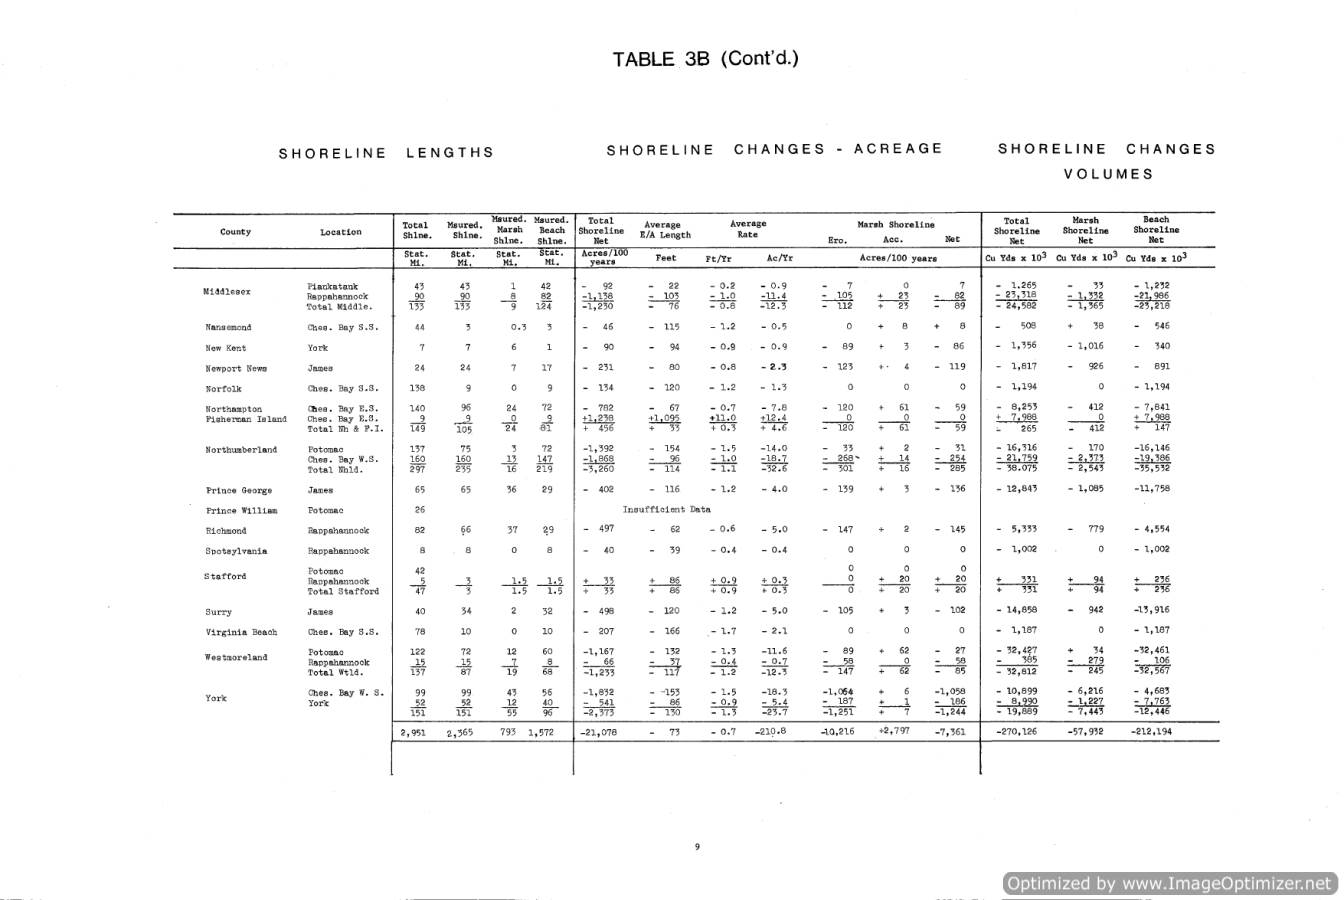 TABLE 3B (Cont'd.)
SHORELINE LENGTHS SHORELINE CHANGES - ACREAGE SHORELINE CHANGES
VOLUMES
County Location Total Shlne. Msured. Shlne. Msured. Marsh Shlne. Msured. Beach Shlne. Total Shoreline Net Average E/A Length Average Rate Marsh Shoreline Ero. Acc. Net Total Shoreline Net Marsh Shoreline Net Beach Shoreline Net
Stat. Mi. Stat. Mi. Stat. Mi. Stat. Mi. Acres/100 years Feet Ft/Yr Ac/Yr Acres/100 years Cu Yds x 10³ Cu Yds x 10³ Cu Yds x 10³
Middlesex
Piankatank 43 43 1 42 - 92 - 22 - 0.2 - 0.9 - 7 0 7 - 1,265 - 33 - 1,232
Rappahannock 90 90 8 82 -1,138 - 103 - 1.0 -11.4 - 105 + 23 - 82 - 23,318 - 1,332 -21,986
Total Middle. 133 133 9 124 -1,230 - 76 - 0.8 -12.3 - 112 + 23 - 89 - 24,582 - 1,365 -23,218
Nansemond Ches. Bay S.S. 44 3 0.3 3 - 46 - 115 - 1.2 - 0.5 0 + 8 + 8 - 508 + 38 - 546
New Kent York 7 7 6 1 - 90 - 94 - 0.9 - 0.9 - 89 + 3 - 86 - 1,356 - 1,016 - 340
Newport News James 24 24 7 17 - 231 - 80 - 0.8 - 2.3 - 123 + 4 - 119 - 1,817 - 926 - 891
Norfolk Ches. Bay S.S. 138 9 0 9 - 134 - 120 - 1.2 - 1.3 0 0 0 - 1,194 0 - 1,194
Northampton Ches. Bay E.S. 140 96 24 72 - 782 - 67 - 0.7 - 7.8 - 120 + 61 - 59 - 8,253 - 412 - 7,841
Fisherman Island Ches. Bay E.S. 9 9 0 9 +1,238 +1,095 +11.0 +12.4 0 0 0 + 7,988 0 + 7,988
Total Nh & F.I. 149 105 24 81 + 456 + 33 + 0.3 + 4.6 - 120 + 61 - 59 - 265 - 412 + 147
Northumberland Potomac 137 75 3 72 -1,392 - 154 - 1.5 -14.0 - 33 + 2 - 31 - 16,316 - 170 -16,146
Ches. Bay W.S. 160 160 13 147 -1,868 - 96 - 1.0 -18.7 - 268 + 14 - 254 - 21,759 - 2,373 -19,386
Total Nhld. 297 235 16 219 -3,260 - 114 - 1.1 -32.6 - 301 + 16 - 285 - 38.075 - 2,543 -35,532
Prince George James 65 65 36 29 - 402 - 116 - 1.2 - 4.0 - 139 + 3 - 136 - 12,843 - 1,085 -11,758
Prince William Potomac 26 Insufficient Data
Richmond Rappahannock 82 66 37 29 - 497 - 62 - 0.6 - 5.0 - 147 + 2 - 145 - 5,333 - 779 - 4,554
Spotsylvania Rappahannock 8 8 0 8 - 40 - 39 - 0.4 - 0.4 0 0 0 - 1,002 0 - 1,002
Stafford
Potomac 42 0 0 0
Rappahannock 5 3 1.5 1.5 + 33 + 86 + 0.9 + 0.3 0 + 20 + 20 + 331 + 94 + 236
Total Stafford 47 3 1.5 1.5 + 33 + 86 + 0.9 + 0.3 0 + 20 + 20 + 331 + 94 + 236
Surry James 40 34 2 32 - 498 - 120 - 1.2 - 5.0 - 105 + 3 - 102 - 14,858 - 942 -13,916
Virginia Beach Ches. Bay S.S. 78 10 0 10 - 207 - 166 - 1.7 - 2.1 0 0 0 - 1,187 0 - 1,187
Westmoreland
Potomac 122 72 12 60 -1,167 - 132 - 1.3 -11.6 - 89 + 62 - 27 - 32,427 + 34 -32,461
Rappahannock 15 15 7 8 - 66 - 37 - 0.4 - 0.7 - 58 0 - 58 - 385 - 279 - 106
Total Wtld. 137 87 19 68 -1,233 - 117 - 1.2 -12.3 - 147 + 62 - 85 - 32,812 - 245 -32,567
York
Ches. Bay W. S. 99 99 43 56 -1,832 - -153 - 1.5 -18.3 -1,064 + 6 -1,058 - 10,899 - 6,216 - 4,683
York 52 52 12 40 - 541 - 86 - 0.9 - 5.4 - 187 + 1 - 186 - 8,990 - 1,227 - 7,763
151 151 55 96 -2,373 - 130 - 1.3 -23.7 -1,251 + 7 -1,244 - 19,889 - 7,443 -12,446
2,951 2,365 793 1,572 -21,078 - 73 - 0.7 -210.8 -10,216 +2,797 -7,361 -270,126 -57,932 -212,194
9
Optimized by www.ImageOptimizer.net